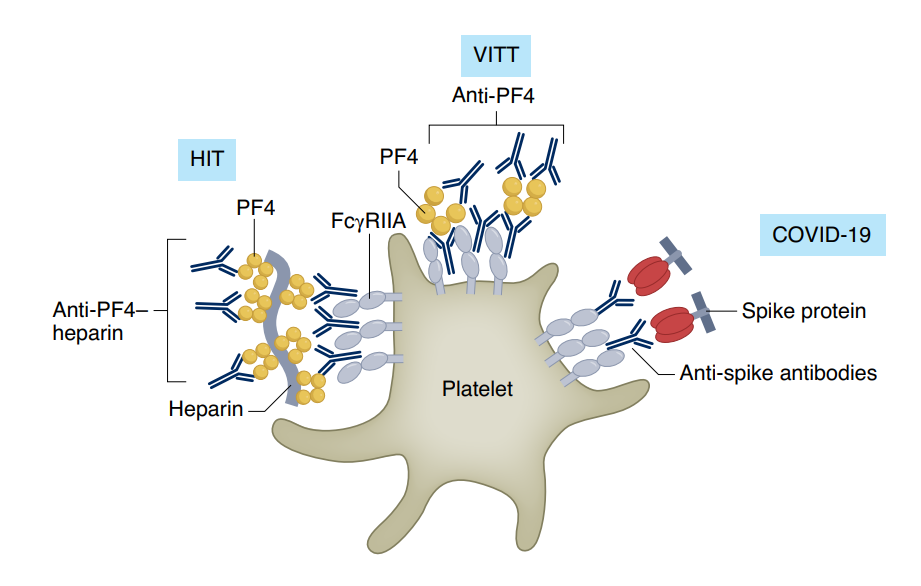 VITT
Anti-PF4
HIT
PF4
PF4
FcγRIIA
COVID-19
Anti-PF4–
heparin
Spike protein
Anti-spike antibodies
Platelet
Heparin